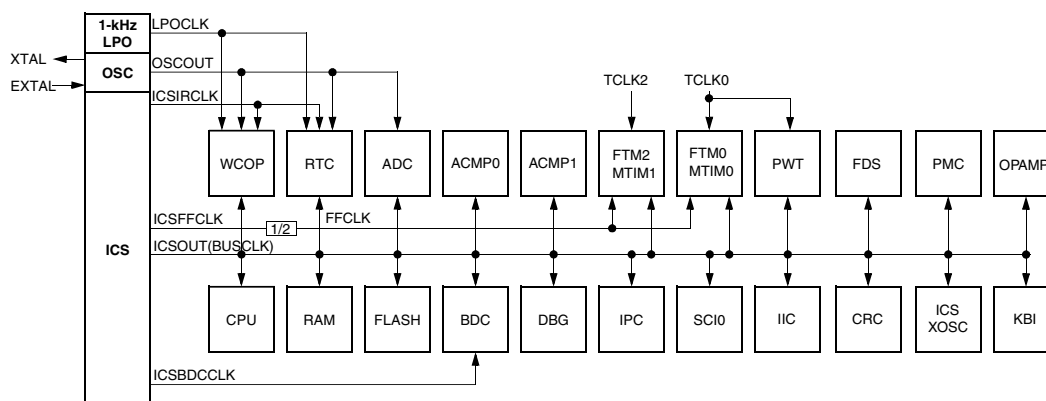 1-kHz
LPO
LPOCLK
XTAL
OSC
OSCOUT
EXTAL
ICSIRCLK
TCLK2
TCLK0
WCOP
RTC
ADC
ACMP0
ACMP1
FTM2
MTIM1
FTM0
MTIM0
PWT
FDS
PMC
OPAMP
ICSFFCLK
1/2
FFCLK
ICS
ICSOUT(BUSCLK)
CPU
RAM
FLASH
BDC
DBG
IPC
SCI0
IIC
CRC
ICS
XOSC
KBI
ICSBDCCLK